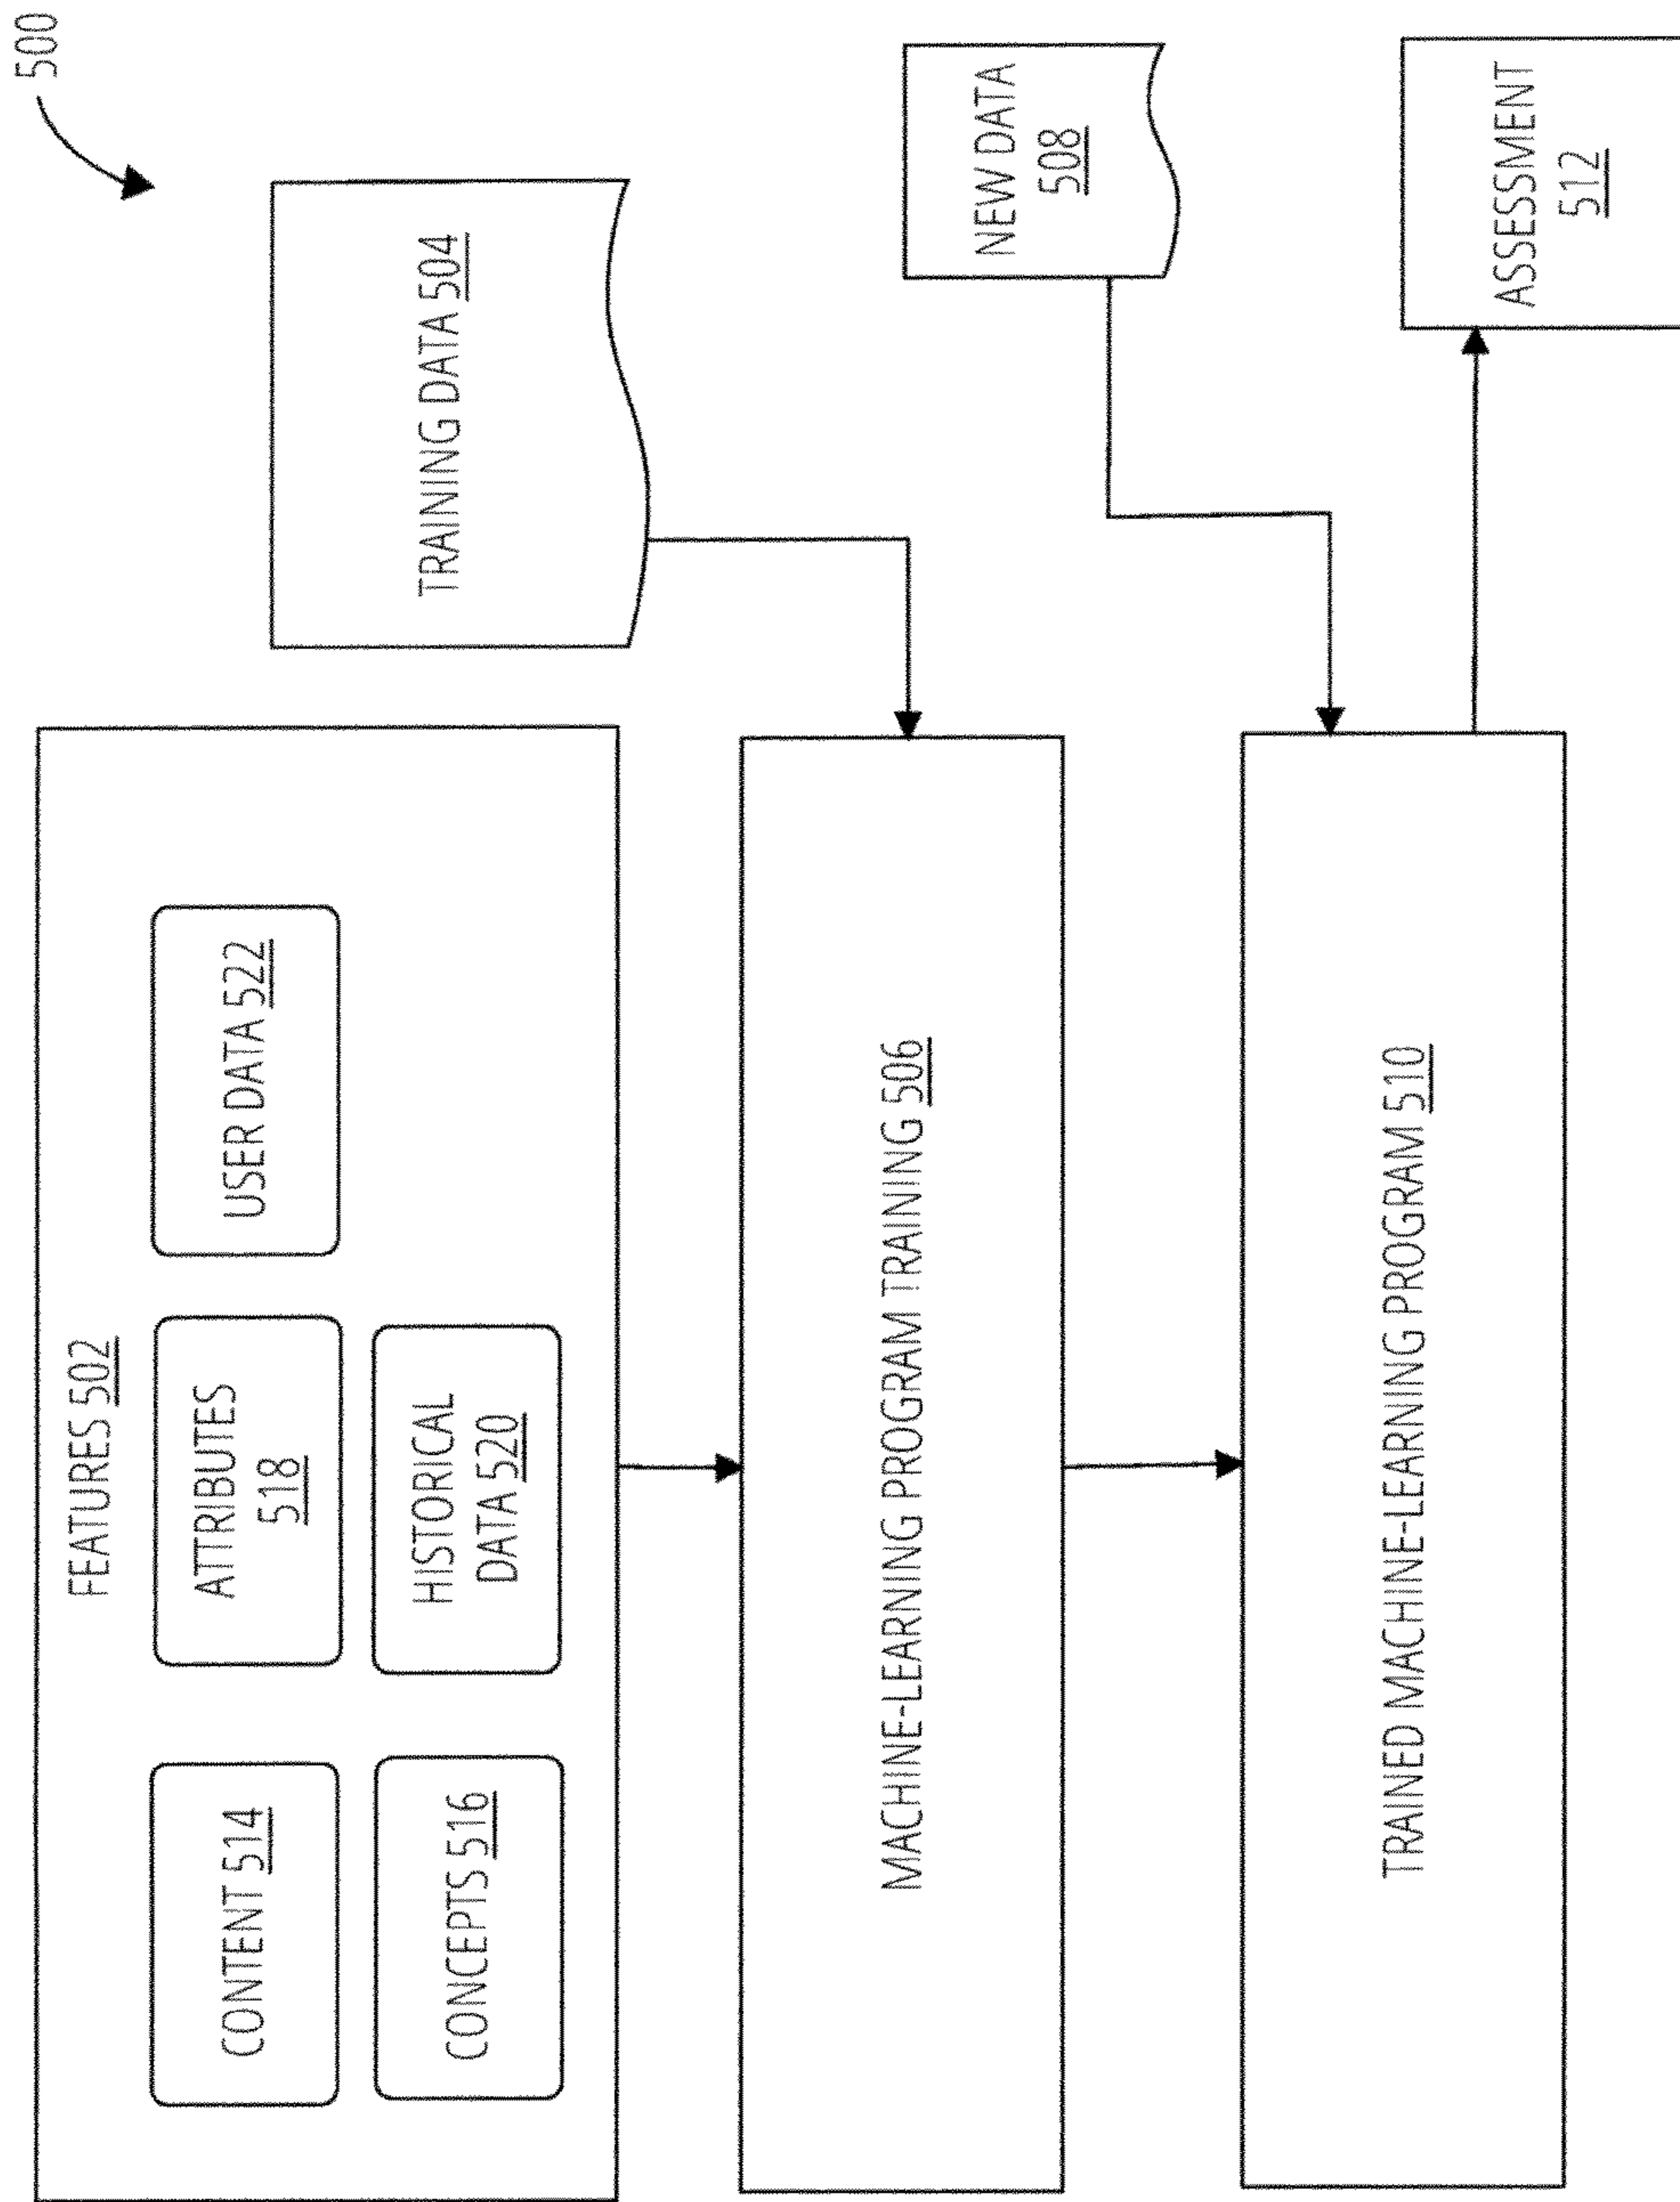 500
FEATURES 502
CONTENT 514
ATTRIBUTES
518
USER DATA 522
CONCEPTS 516
HISTORICAL
DATA 520
TRAINING DATA 504
MACHINE-LEARNING PROGRAM TRAINING 506
NEW DATA
508
TRAINED MACHINE-LEARNING PROGRAM 510
ASSESSMENT
512